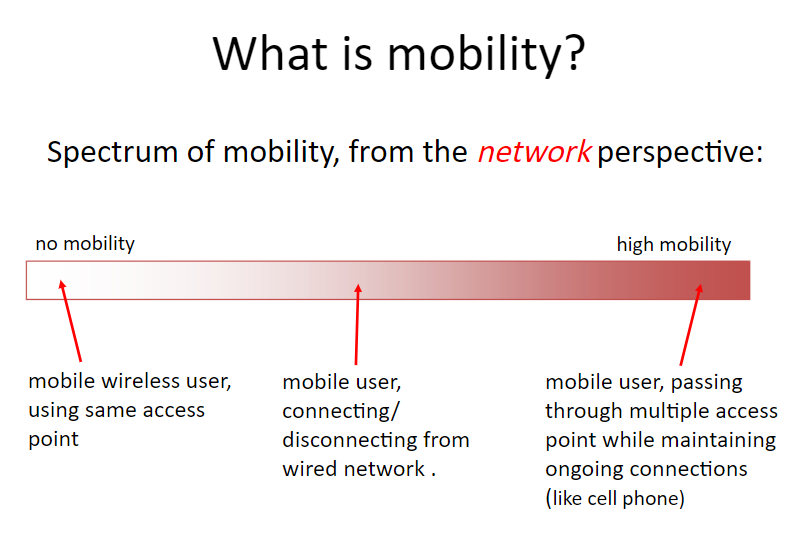 What is mobility?
Spectrum of mobility, from the network perspective:
no mobility
high mobility
mobile wireless user,
using same access
point
mobile user,
connecting/
disconnecting from
wired network .
mobile user, passing
through multiple access
point while maintaining
ongoing connections
(like cell phone)